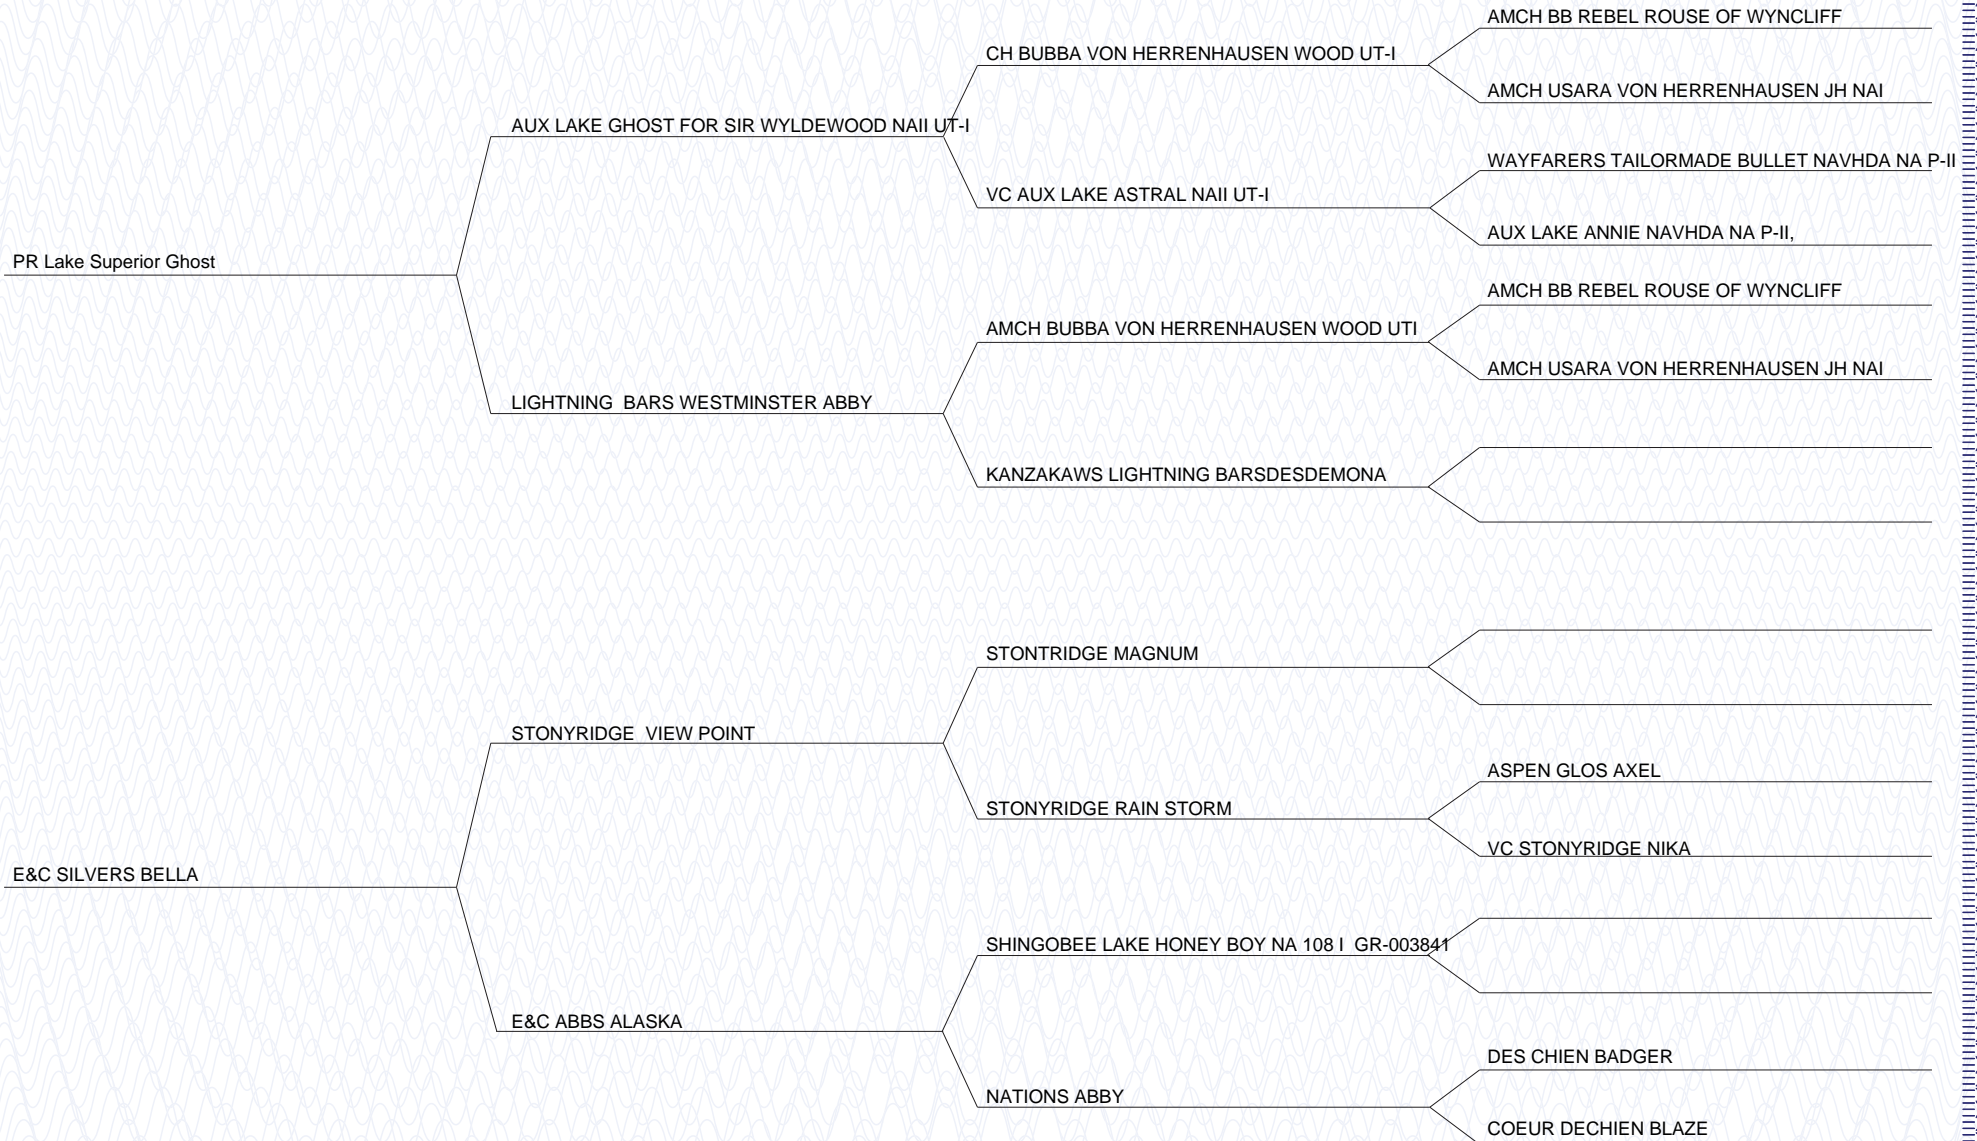 AMCH BB REBEL ROUSE OF WYNCLIFF
CH BUBBA VON HERRENHAUSEN WOOD UT-I
AMCH USARA VON HERRENHAUSEN JH NAI
AUX LAKE GHOST FOR SIR WYLDEWOOD NAII UT-I
WAYFARERS TAILORMADE BULLET NAVHDA NA P-II
VC AUX LAKE ASTRAL NAII UT-I
AUX LAKE ANNIE NAVHDA NA P-II,
PR Lake Superior Ghost
AMCH BB REBEL ROUSE OF WYNCLIFF
AMCH BUBBA VON HERRENHAUSEN WOOD UTI
AMCH USARA VON HERRENHAUSEN JH NAI
LIGHTNING  BARS WESTMINSTER ABBY
KANZAKAWS LIGHTNING BARSDESDEMONA
STONTRIDGE MAGNUM
STONYRIDGE  VIEW POINT
ASPEN GLOS AXEL
STONYRIDGE RAIN STORM
VC STONYRIDGE NIKA
E&C SILVERS BELLA
SHINGOBEE LAKE HONEY BOY NA 108 I  GR-003841
E&C ABBS ALASKA
DES CHIEN BADGER
NATIONS ABBY
COEUR DECHIEN BLAZE